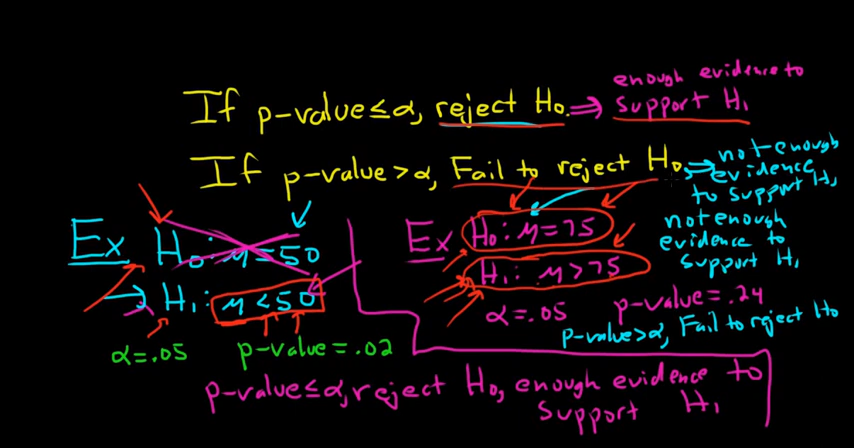 If p-value≤α, reject H₀. ⇒ enough evidence to
support H₁
If p-value>α, Fail to reject H₀ ⇒ not enough
evidence
to support H₁
Ex H₀: μ=50
H₁: μ<50
α=.05 p-value=.02
p-value≤α, reject H₀, enough evidence to
support H₁
Ex H₀: μ=75
H₁: μ>75
α=.05 p-value=.24
p-value>α, Fail to reject H₀
not enough
evidence to
support H₁